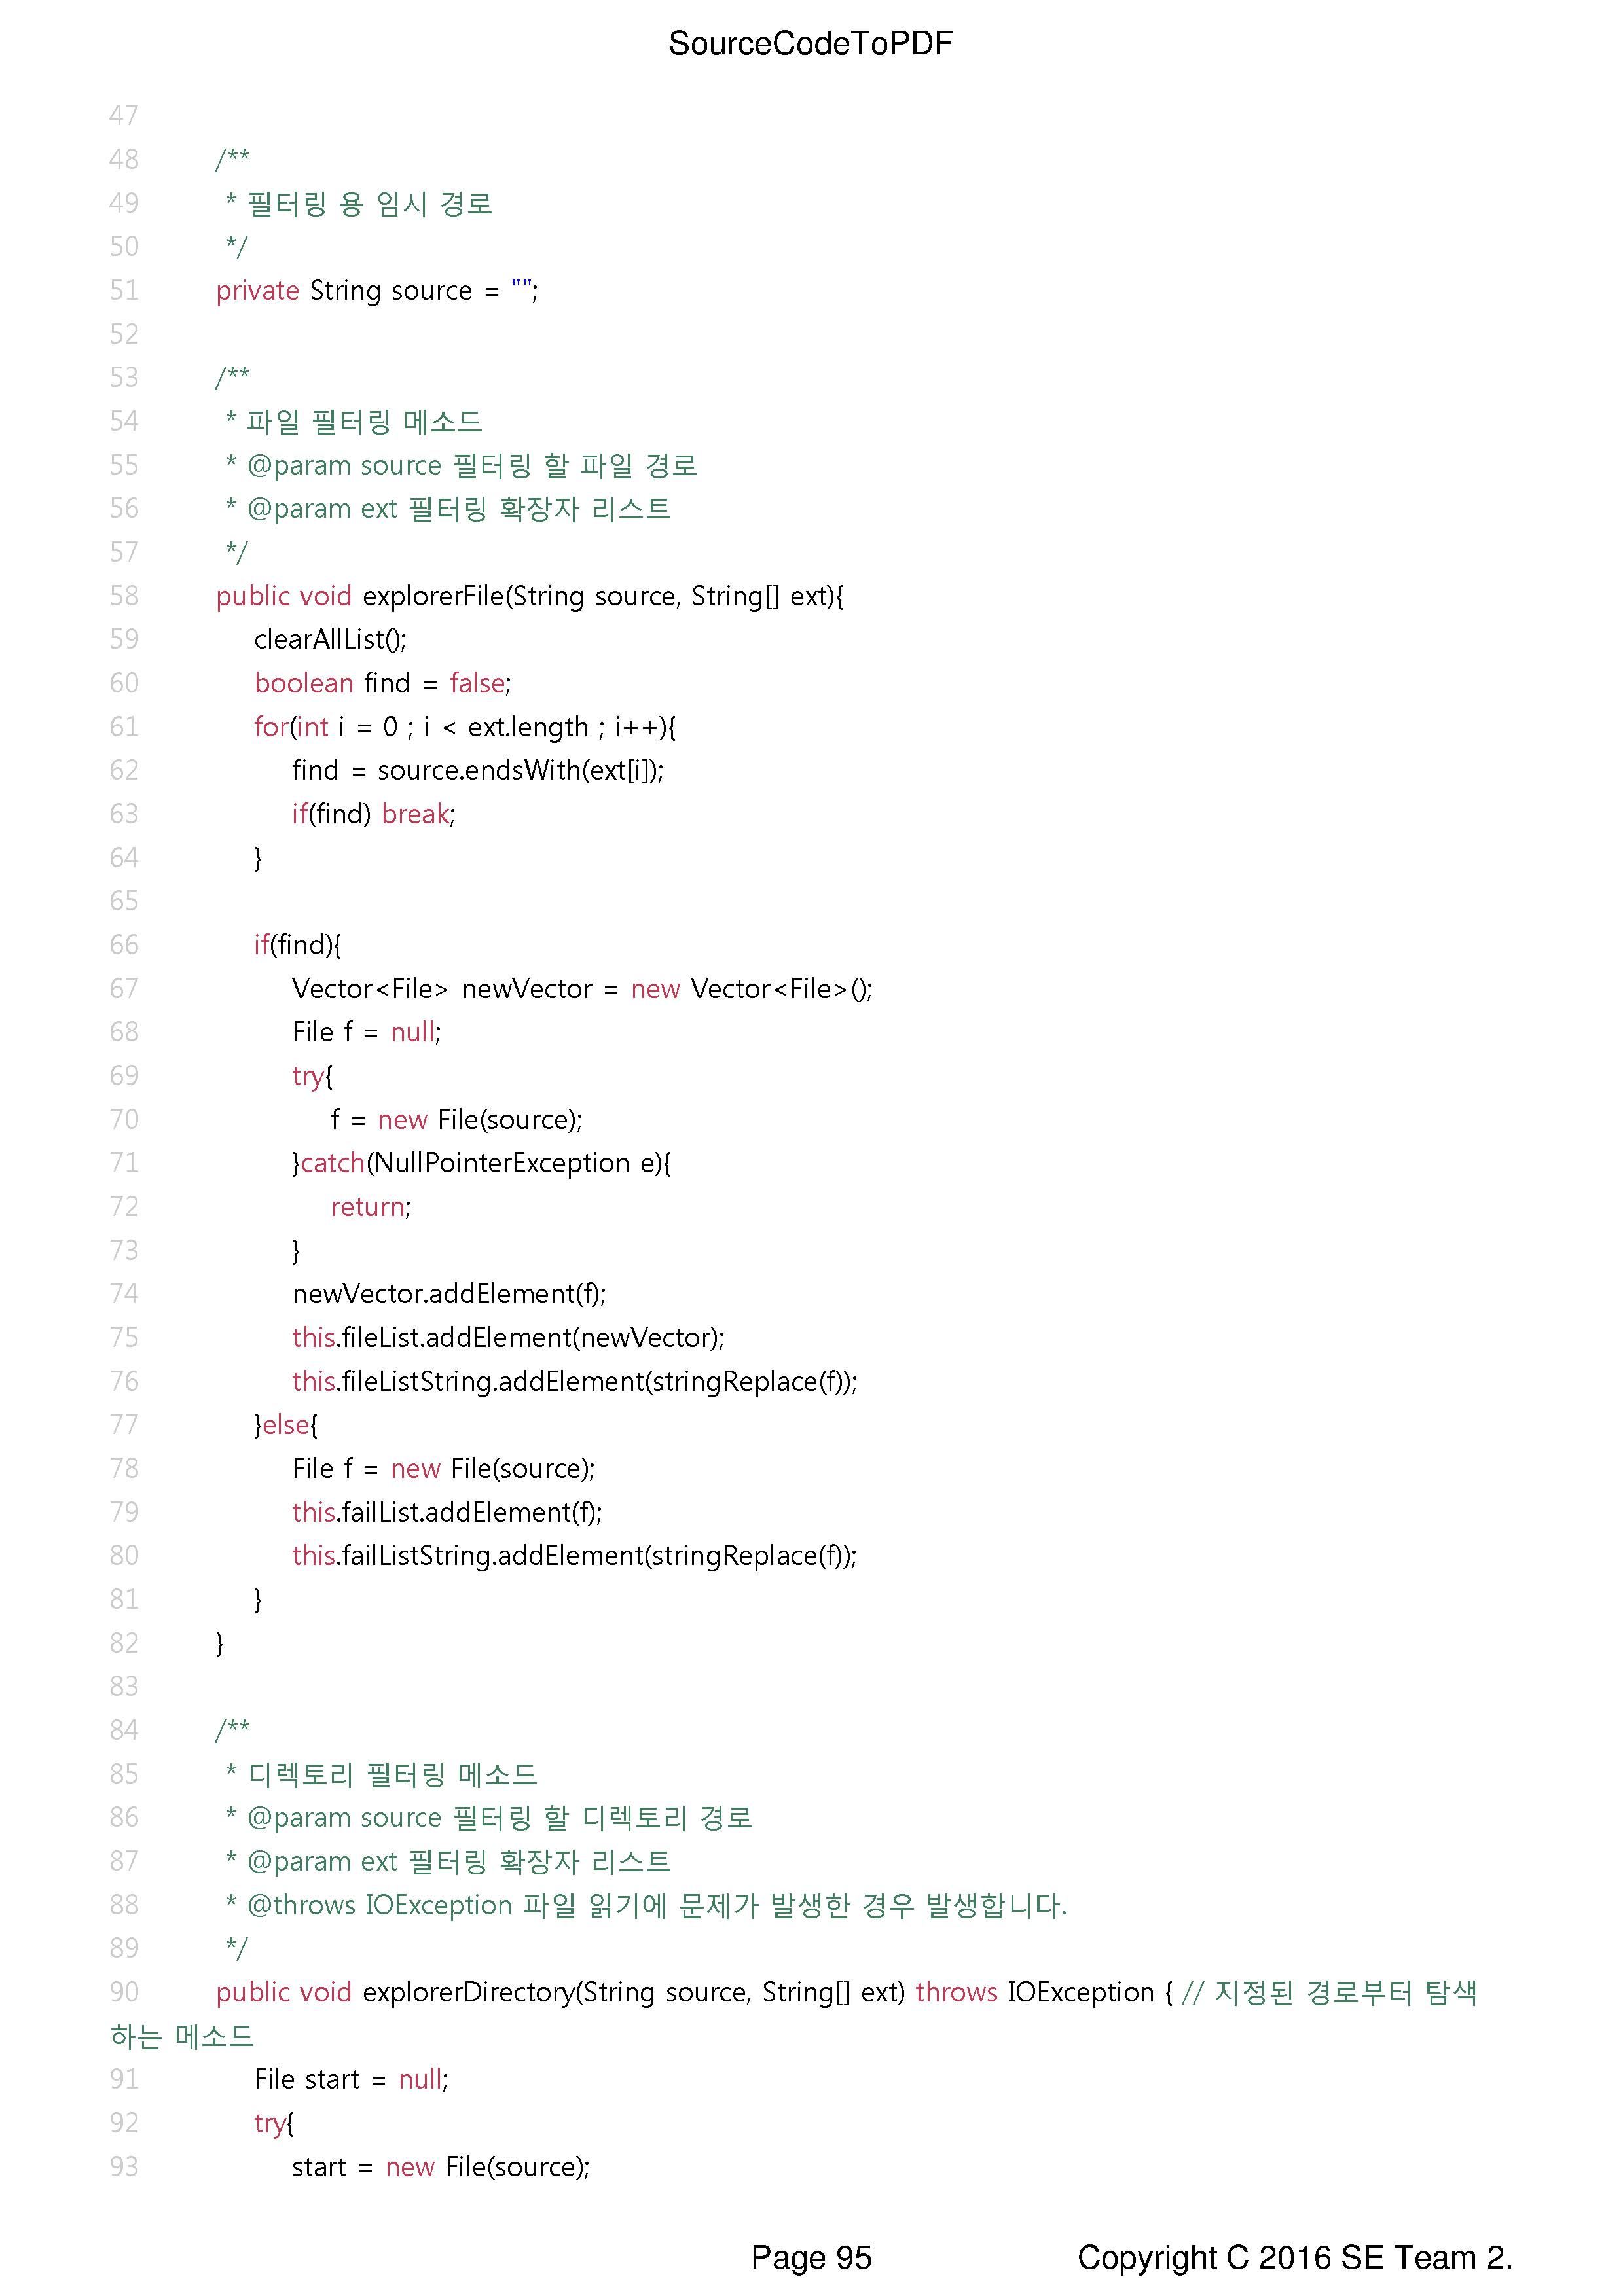 SourceCodeToPDF
47
48 /**
49 * 필터링 용 임시 경로
50 */
51 private String source = "";
52
53 /**
54 * 파일 필터링 메소드
55 * @param source 필터링 할 파일 경로
56 * @param ext 필터링 확장자 리스트
57 */
58 public void explorerFile(String source, String[] ext){
59 clearAllList();
60 boolean find = false;
61 for(int i = 0 ; i < ext.length ; i++){
62 find = source.endsWith(ext[i]);
63 if(find) break;
64 }
65
66 if(find){
67 Vector<File> newVector = new Vector<File>();
68 File f = null;
69 try{
70 f = new File(source);
71 }catch(NullPointerException e){
72 return;
73 }
74 newVector.addElement(f);
75 this.fileList.addElement(newVector);
76 this.fileListString.addElement(stringReplace(f));
77 }else{
78 File f = new File(source);
79 this.failList.addElement(f);
80 this.failListString.addElement(stringReplace(f));
81 }
82 }
83
84 /**
85 * 디렉토리 필터링 메소드
86 * @param source 필터링 할 디렉토리 경로
87 * @param ext 필터링 확장자 리스트
88 * @throws IOException 파일 읽기에 문제가 발생한 경우 발생합니다.
89 */
90 public void explorerDirectory(String source, String[] ext) throws IOException { // 지정된 경로부터 탐색
하는 메소드
91 File start = null;
92 try{
93 start = new File(source);
Page 95 Copyright C 2016 SE Team 2.